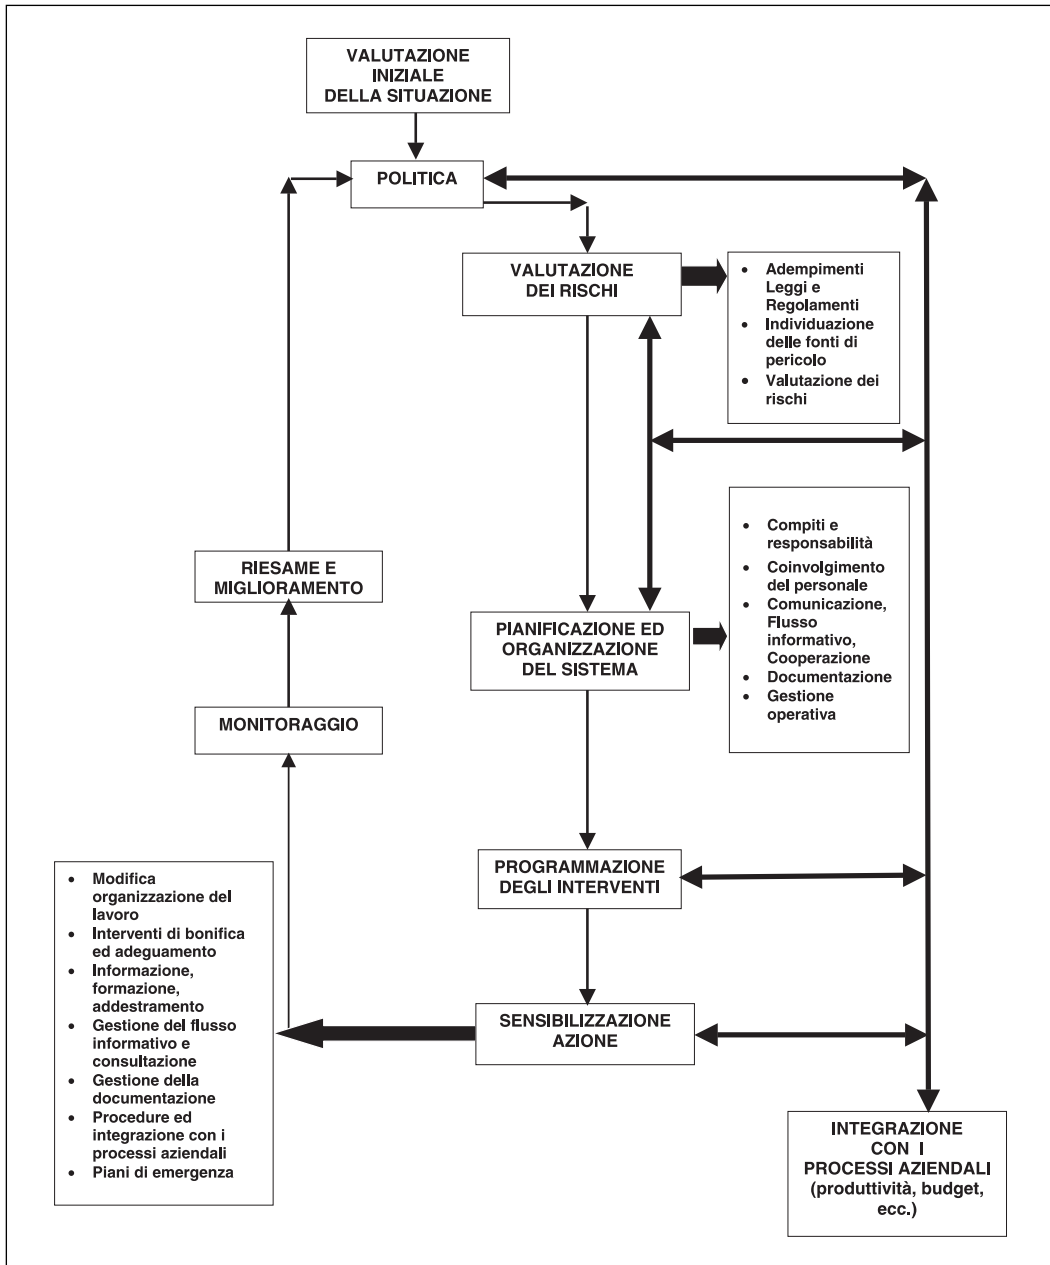 VALUTAZIONE
INIZIALE
DELLA SITUAZIONE
POLITICA
VALUTAZIONE
DEI RISCHI
• Adempimenti
Leggi e
Regolamenti
• Individuazione
delle fonti di
pericolo
• Valutazione dei
rischi
RIESAME E
MIGLIORAMENTO
PIANIFICAZIONE ED
ORGANIZZAZIONE
DEL SISTEMA
• Compiti e
responsabilità
• Coinvolgimento
del personale
• Comunicazione,
Flusso
informativo,
Cooperazione
• Documentazione
• Gestione
operativa
MONITORAGGIO
PROGRAMMAZIONE
DEGLI INTERVENTI
• Modifica
organizzazione del
lavoro
• Interventi di bonifica
ed adeguamento
• Informazione,
formazione,
addestramento
• Gestione del flusso
informativo e
consultazione
• Gestione della
documentazione
• Procedure ed
integrazione con i
processi aziendali
• Piani di emergenza
SENSIBILIZZAZIONE
AZIONE
INTEGRAZIONE
CON I
PROCESSI AZIENDALI
(produttività, budget,
ecc.)